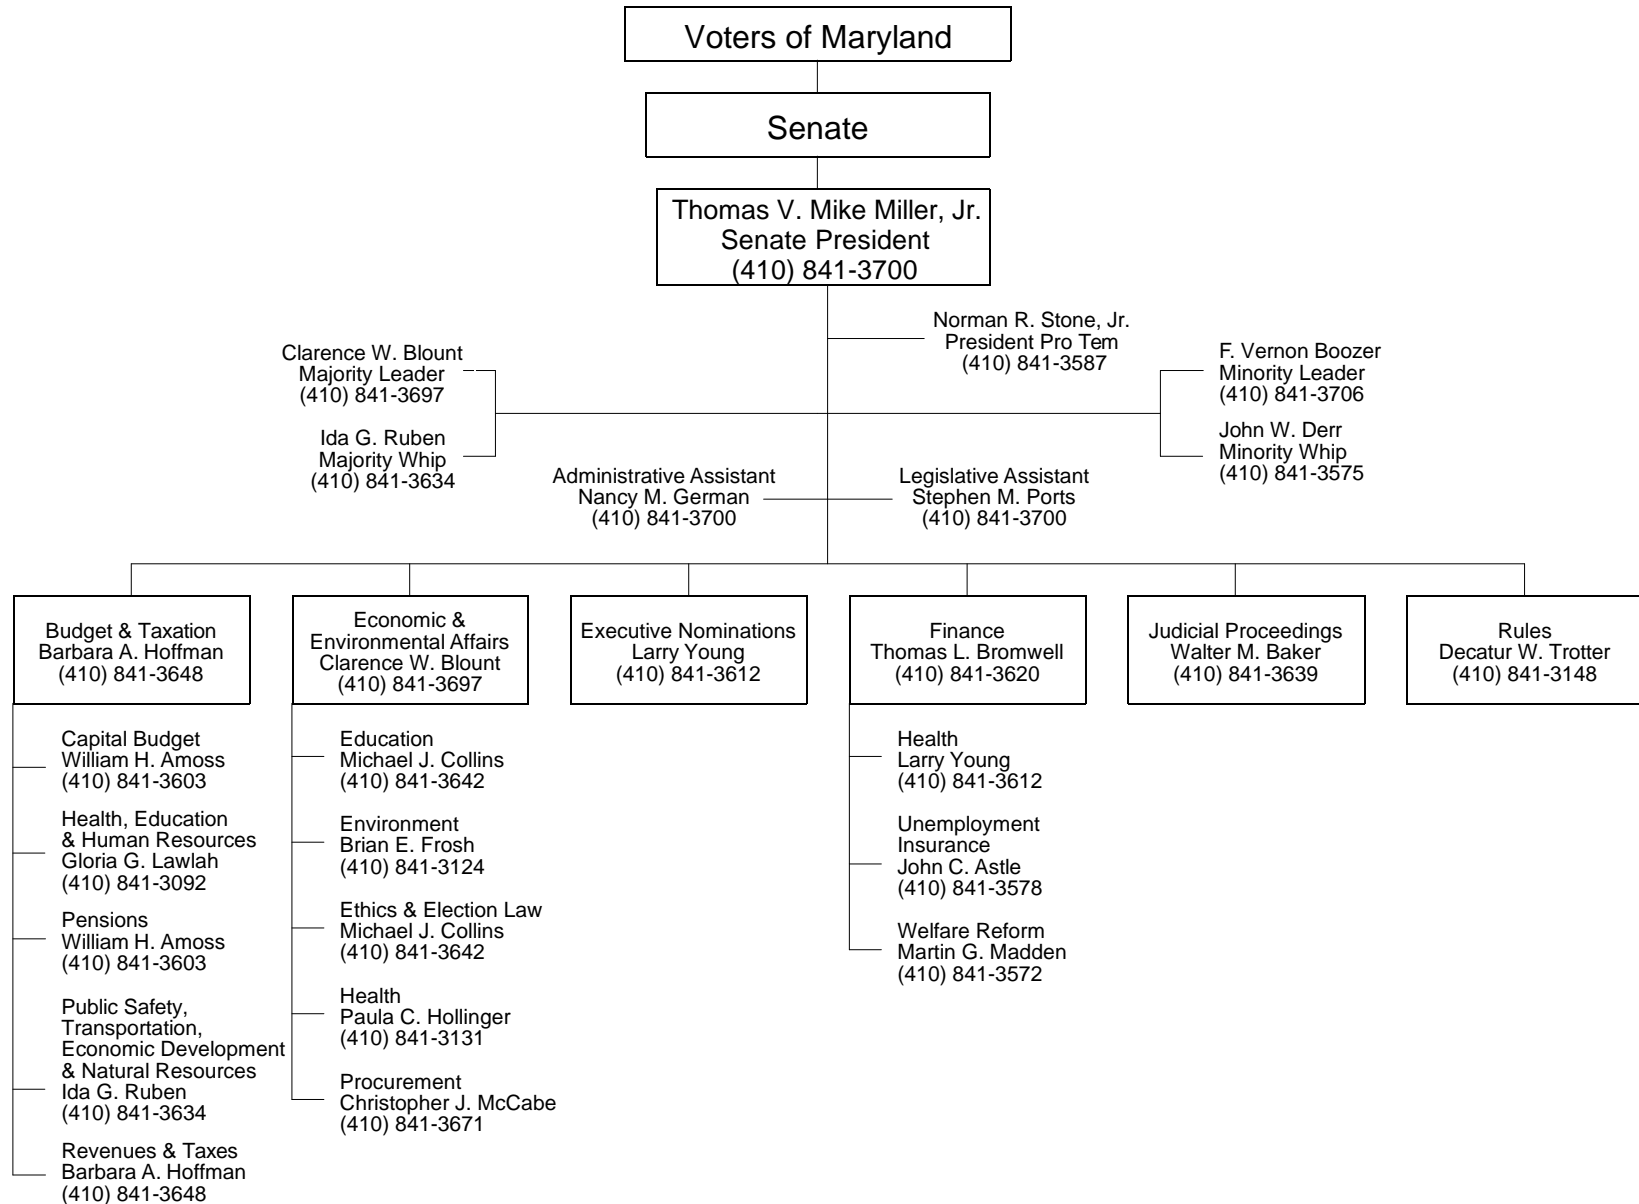 Voters of Maryland
Senate
Thomas V. Mike Miller, Jr.
Senate President
(410) 841-3700
Norman R. Stone, Jr.
President Pro Tem
(410) 841-3587
Clarence W. Blount
Majority Leader
(410) 841-3697
Ida G. Ruben
Majority Whip
(410) 841-3634
F. Vernon Boozer
Minority Leader
(410) 841-3706
John W. Derr
Minority Whip
(410) 841-3575
Administrative Assistant
Nancy M. German
(410) 841-3700
Legislative Assistant
Stephen M. Ports
(410) 841-3700
Budget & Taxation
Barbara A. Hoffman
(410) 841-3648
Capital Budget
William H. Amoss
(410) 841-3603
Health, Education
& Human Resources
Gloria G. Lawlah
(410) 841-3092
Pensions
William H. Amoss
(410) 841-3603
Public Safety,
Transportation,
Economic Development
& Natural Resources
Ida G. Ruben
(410) 841-3634
Revenues & Taxes
Barbara A. Hoffman
(410) 841-3648
Economic &
Environmental Affairs
Clarence W. Blount
(410) 841-3697
Education
Michael J. Collins
(410) 841-3642
Environment
Brian E. Frosh
(410) 841-3124
Ethics & Election Law
Michael J. Collins
(410) 841-3642
Health
Paula C. Hollinger
(410) 841-3131
Procurement
Christopher J. McCabe
(410) 841-3671
Executive Nominations
Larry Young
(410) 841-3612
Finance
Thomas L. Bromwell
(410) 841-3620
Health
Larry Young
(410) 841-3612
Unemployment
Insurance
John C. Astle
(410) 841-3578
Welfare Reform
Martin G. Madden
(410) 841-3572
Judicial Proceedings
Walter M. Baker
(410) 841-3639
Rules
Decatur W. Trotter
(410) 841-3148